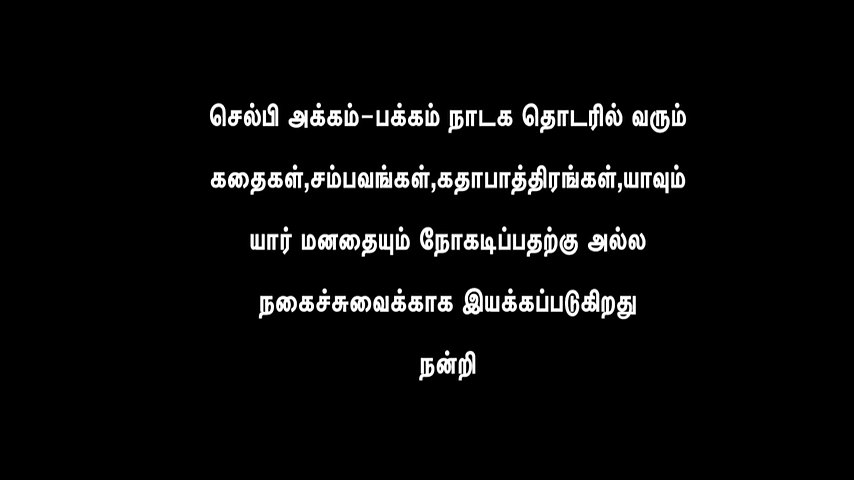 செல்பி அக்கம்-பக்கம் நாடக தொடரில் வரும்
கதைகள்,சம்பவங்கள்,கதாபாத்திரங்கள்,யாவும்
யார் மனதையும் நோகடிப்பதற்கு அல்ல
நகைச்சுவைக்காக இயக்கப்படுகிறது
நன்றி